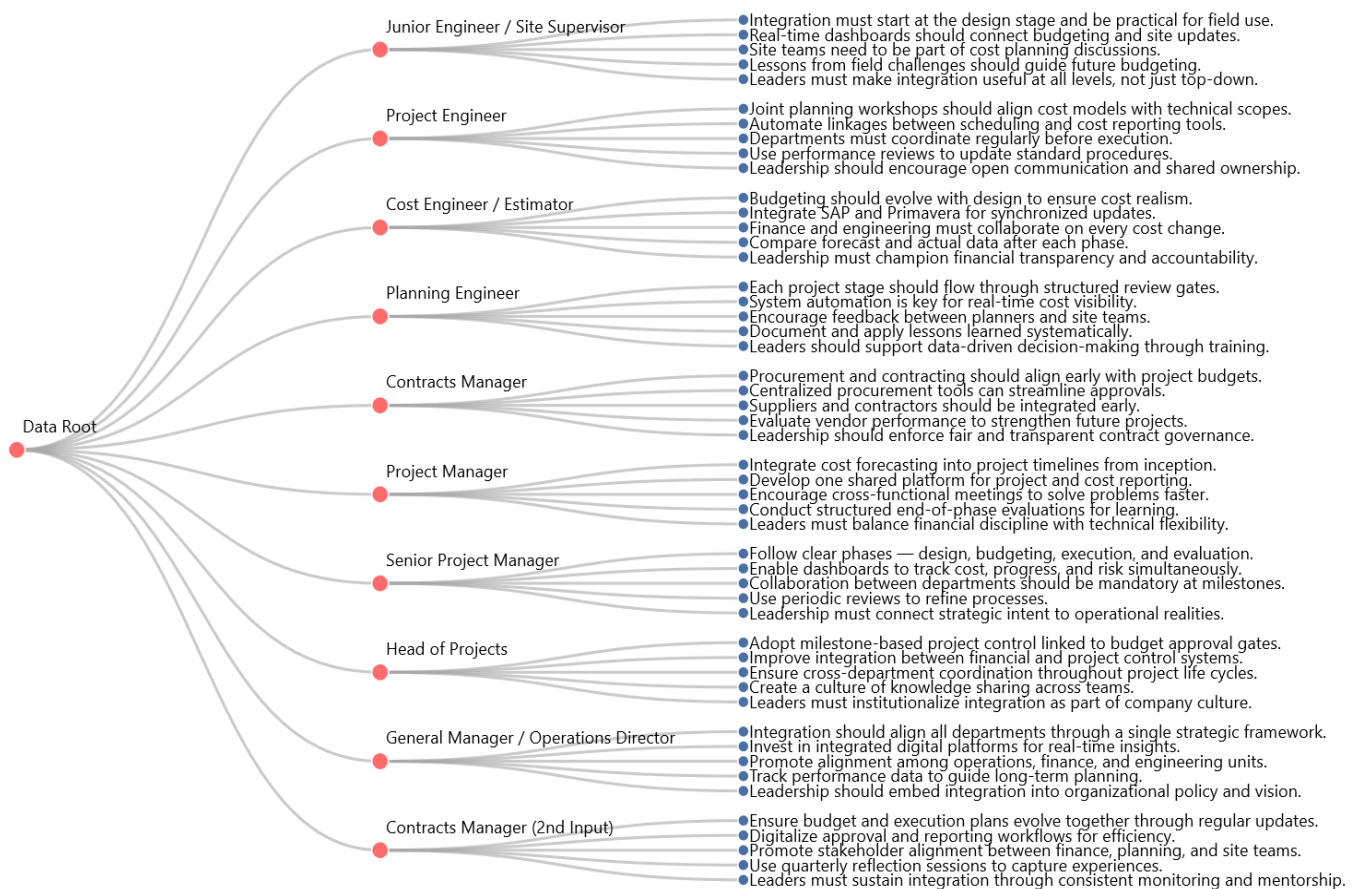 Data Root
Junior Engineer / Site Supervisor
Integration must start at the design stage and be practical for field use.
Real-time dashboards should connect budgeting and site updates.
Site teams need to be part of cost planning discussions.
Lessons from field challenges should guide future budgeting.
Leaders must make integration useful at all levels, not just top-down.
Project Engineer
Joint planning workshops should align cost models with technical scopes.
Automate linkages between scheduling and cost reporting tools.
Departments must coordinate regularly before execution.
Use performance reviews to update standard procedures.
Leadership should encourage open communication and shared ownership.
Cost Engineer / Estimator
Budgeting should evolve with design to ensure cost realism.
Integrate SAP and Primavera for synchronized updates.
Finance and engineering must collaborate on every cost change.
Compare forecast and actual data after each phase.
Leadership must champion financial transparency and accountability.
Planning Engineer
Each project stage should flow through structured review gates.
System automation is key for real-time cost visibility.
Encourage feedback between planners and site teams.
Document and apply lessons learned systematically.
Leaders should support data-driven decision-making through training.
Contracts Manager
Procurement and contracting should align early with project budgets.
Centralized procurement tools can streamline approvals.
Suppliers and contractors should be integrated early.
Evaluate vendor performance to strengthen future projects.
Leadership should enforce fair and transparent contract governance.
Project Manager
Integrate cost forecasting into project timelines from inception.
Develop one shared platform for project and cost reporting.
Encourage cross-functional meetings to solve problems faster.
Conduct structured end-of-phase evaluations for learning.
Leaders must balance financial discipline with technical flexibility.
Senior Project Manager
Follow clear phases — design, budgeting, execution, and evaluation.
Enable dashboards to track cost, progress, and risk simultaneously.
Collaboration between departments should be mandatory at milestones.
Use periodic reviews to refine processes.
Leadership must connect strategic intent to operational realities.
Head of Projects
Adopt milestone-based project control linked to budget approval gates.
Improve integration between financial and project control systems.
Ensure cross-department coordination throughout project life cycles.
Create a culture of knowledge sharing across teams.
Leaders must institutionalize integration as part of company culture.
General Manager / Operations Director
Integration should align all departments through a single strategic framework.
Invest in integrated digital platforms for real-time insights.
Promote alignment among operations, finance, and engineering units.
Track performance data to guide long-term planning.
Leadership should embed integration into organizational policy and vision.
Contracts Manager (2nd Input)
Ensure budget and execution plans evolve together through regular updates.
Digitalize approval and reporting workflows for efficiency.
Promote stakeholder alignment between finance, planning, and site teams.
Use quarterly reflection sessions to capture experiences.
Leaders must sustain integration through consistent monitoring and mentorship.